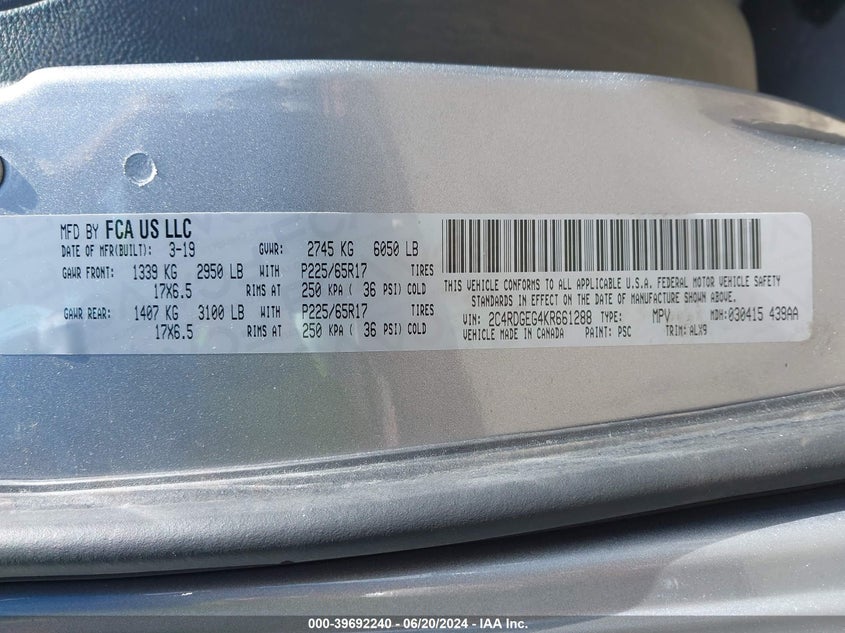 MFD BY FCA US LLC
DATE OF MFR(BUILT): 3-19 GVWR: 2745 KG 6050 LB
GAWR FRONT: 1339 KG 2950 LB WITH P225/65R17 TIRES
17X6.5 RIMS AT 250 KPA ( 36 PSI) COLD
GAWR REAR: 1407 KG 3100 LB WITH P225/65R17 TIRES
17X6.5 RIMS AT 250 KPA ( 36 PSI) COLD
THIS VEHICLE CONFORMS TO ALL APPLICABLE U.S.A. FEDERAL MOTOR VEHICLE SAFETY
STANDARDS IN EFFECT ON THE DATE OF MANUFACTURE SHOWN ABOVE.
VIN: 2C4RDGEG4KR661288 TYPE: MPV MDH:030415 439AA
VEHICLE MADE IN CANADA PAINT: PSC TRIM: ALX9
000-39692240 - 06/20/2024 - IAA Inc.